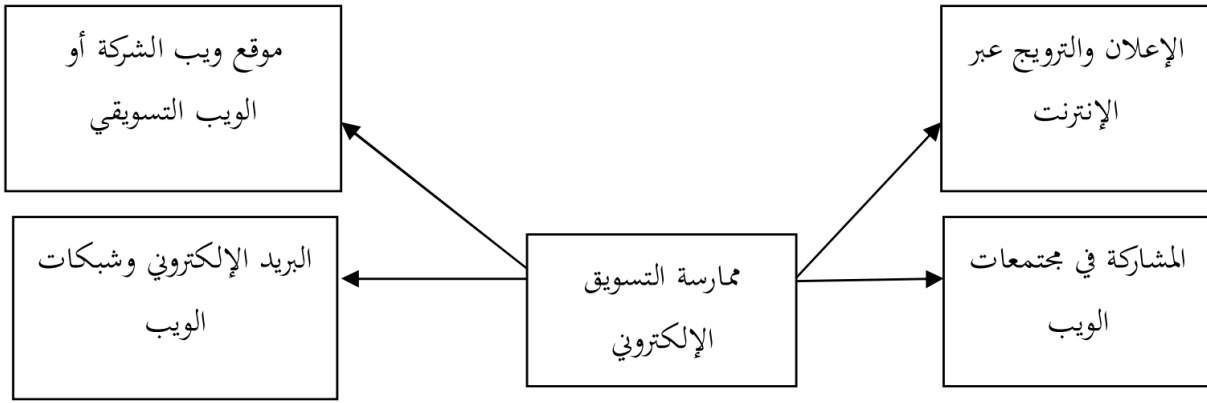 الإعلان والترويج عبر
الإنترنت
موقع ويب الشركة أو
الويب التسويقي
المشاركة في مجتمعات
الويب
ممارسة التسويق
الإلكتروني
البريد الإلكتروني وشبكات
الويب